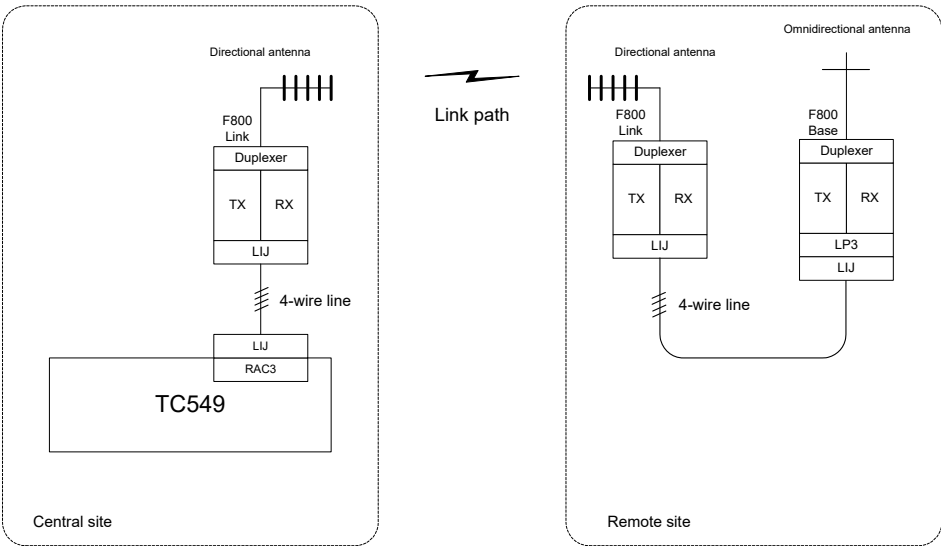 Directional antenna
F800
Link
Duplexer
TX
RX
LIJ
4-wire line
LIJ
RAC3
TC549
Central site
Link path
Omnidirectional antenna
Directional antenna
F800
Link
Duplexer
TX
RX
LIJ
4-wire line
F800
Base
Duplexer
TX
RX
LP3
LIJ
Remote site